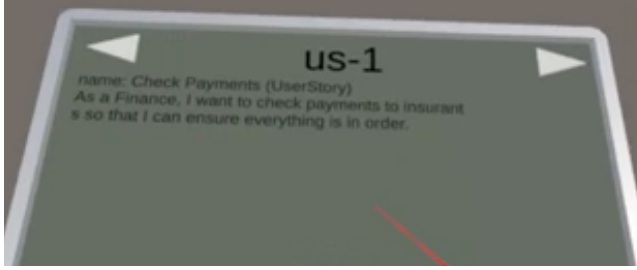 us-1
name: Check Payments (UserStory)
As a Finance, I want to check payments to insurant
s so that I can ensure everything is in order.